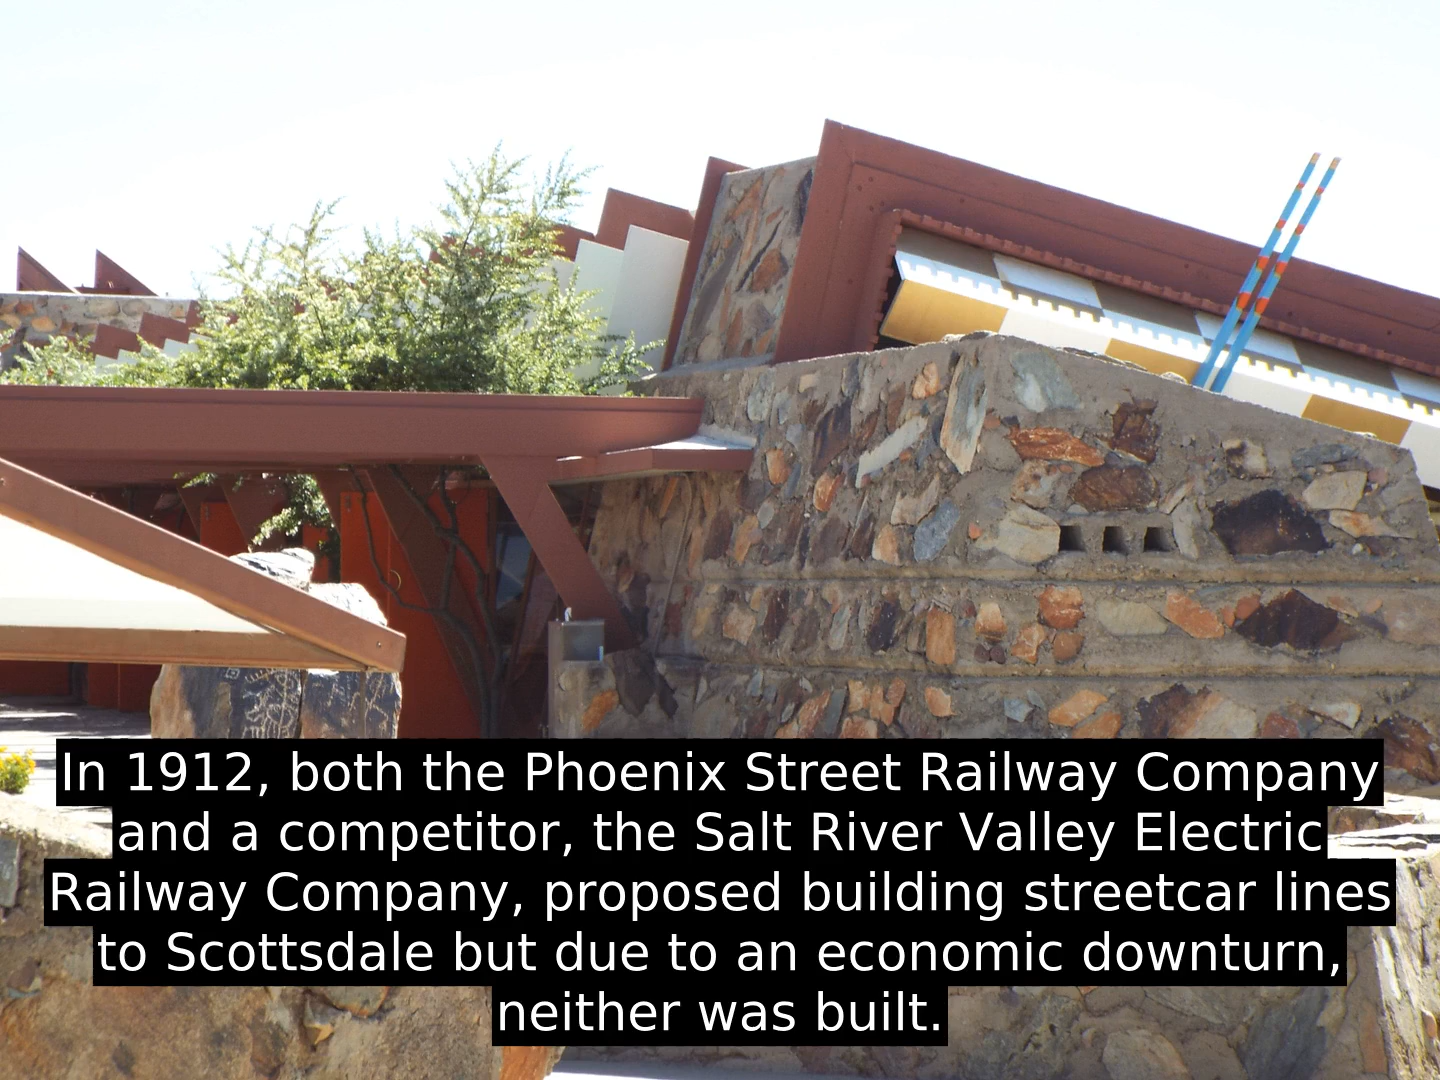 In 1912, both the Phoenix Street Railway Company
and a competitor, the Salt River Valley Electric
Railway Company, proposed building streetcar lines
to Scottsdale but due to an economic downturn,
neither was built.